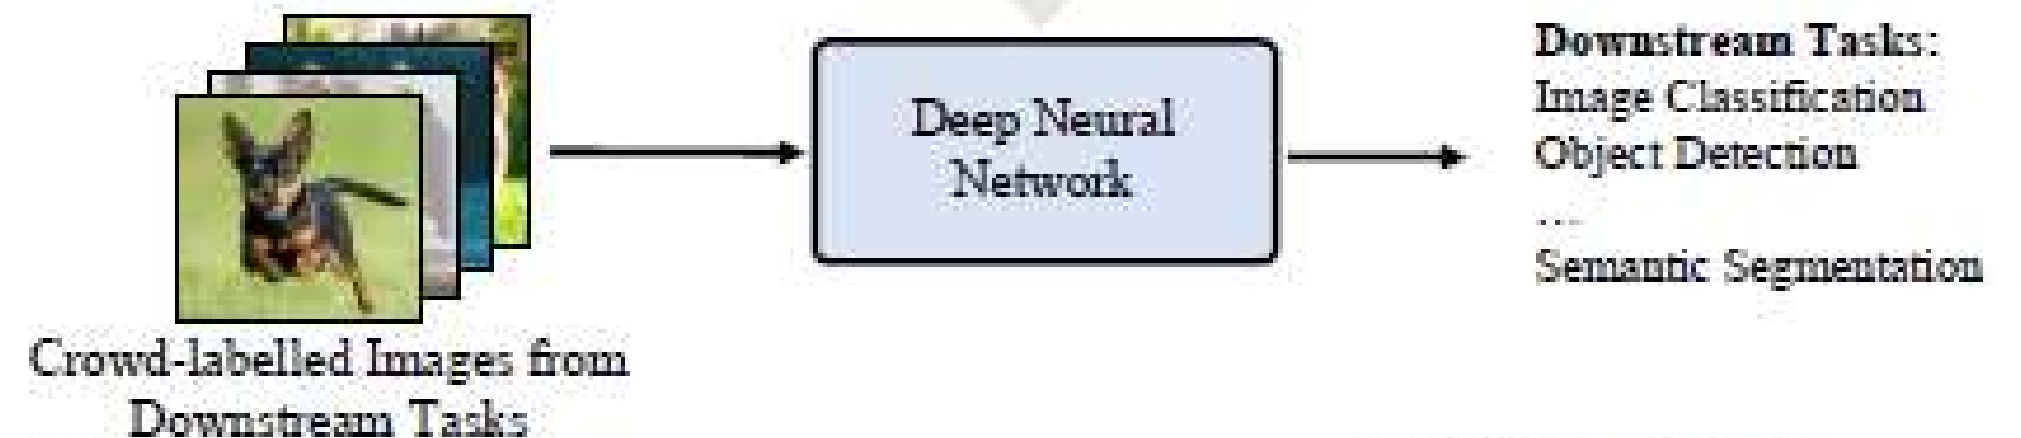 Crowd-labelled Images from
Downstream Tasks
Deep Neural
Network
Downstream Tasks:
Image Classification
Object Detection
...
Semantic Segmentation